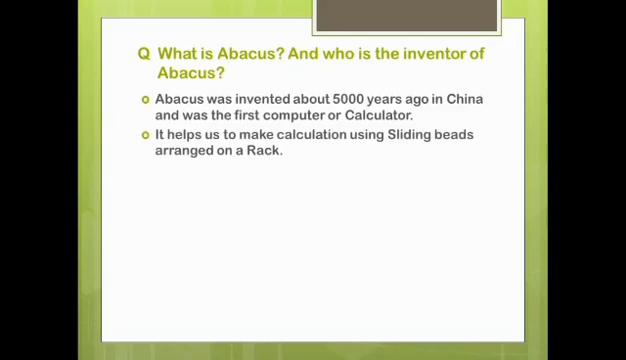 Q What is Abacus? And who is the inventor of
Abacus?
Abacus was invented about 5000 years ago in China
and was the first computer or Calculator.
It helps us to make calculation using Sliding beads
arranged on a Rack.